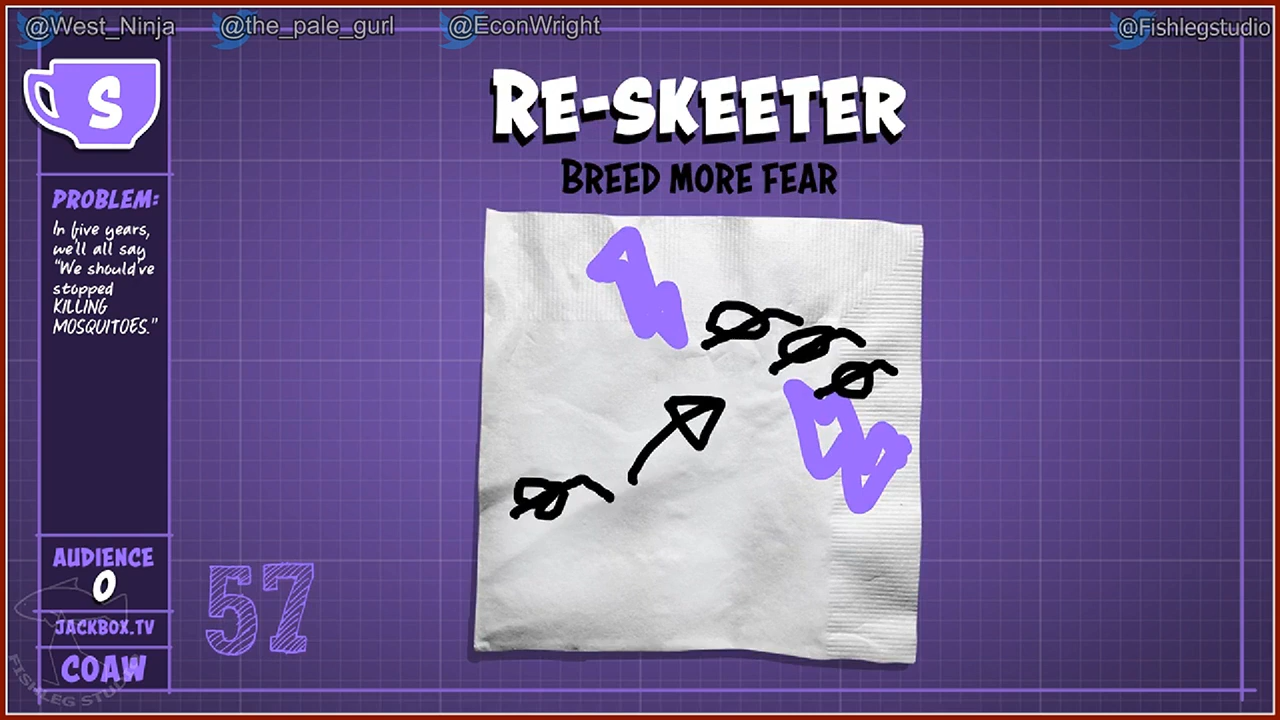 @West_Ninja
@the_pale_gurl
@EconWright
@Fishlegstudio
S
RE-SKEETER
BREED MORE FEAR
PROBLEM:
In five years,
we'll all say
"We should've
stopped
KILLING
MOSQUITOES."
AUDIENCE
0
JACKBOX.TV
COAW
57